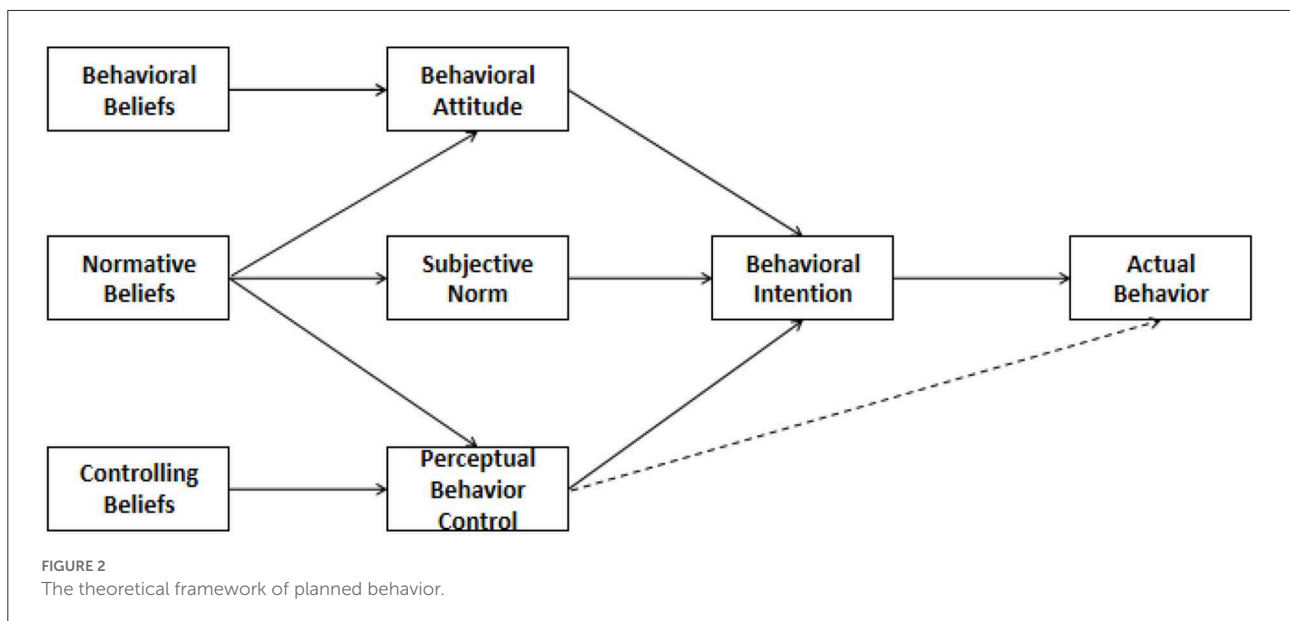 Behavioral
Beliefs
Behavioral
Attitude
Normative
Beliefs
Subjective
Norm
Behavioral
Intention
Actual
Behavior
Controlling
Beliefs
Perceptual
Behavior
Control
FIGURE 2
The theoretical framework of planned behavior.